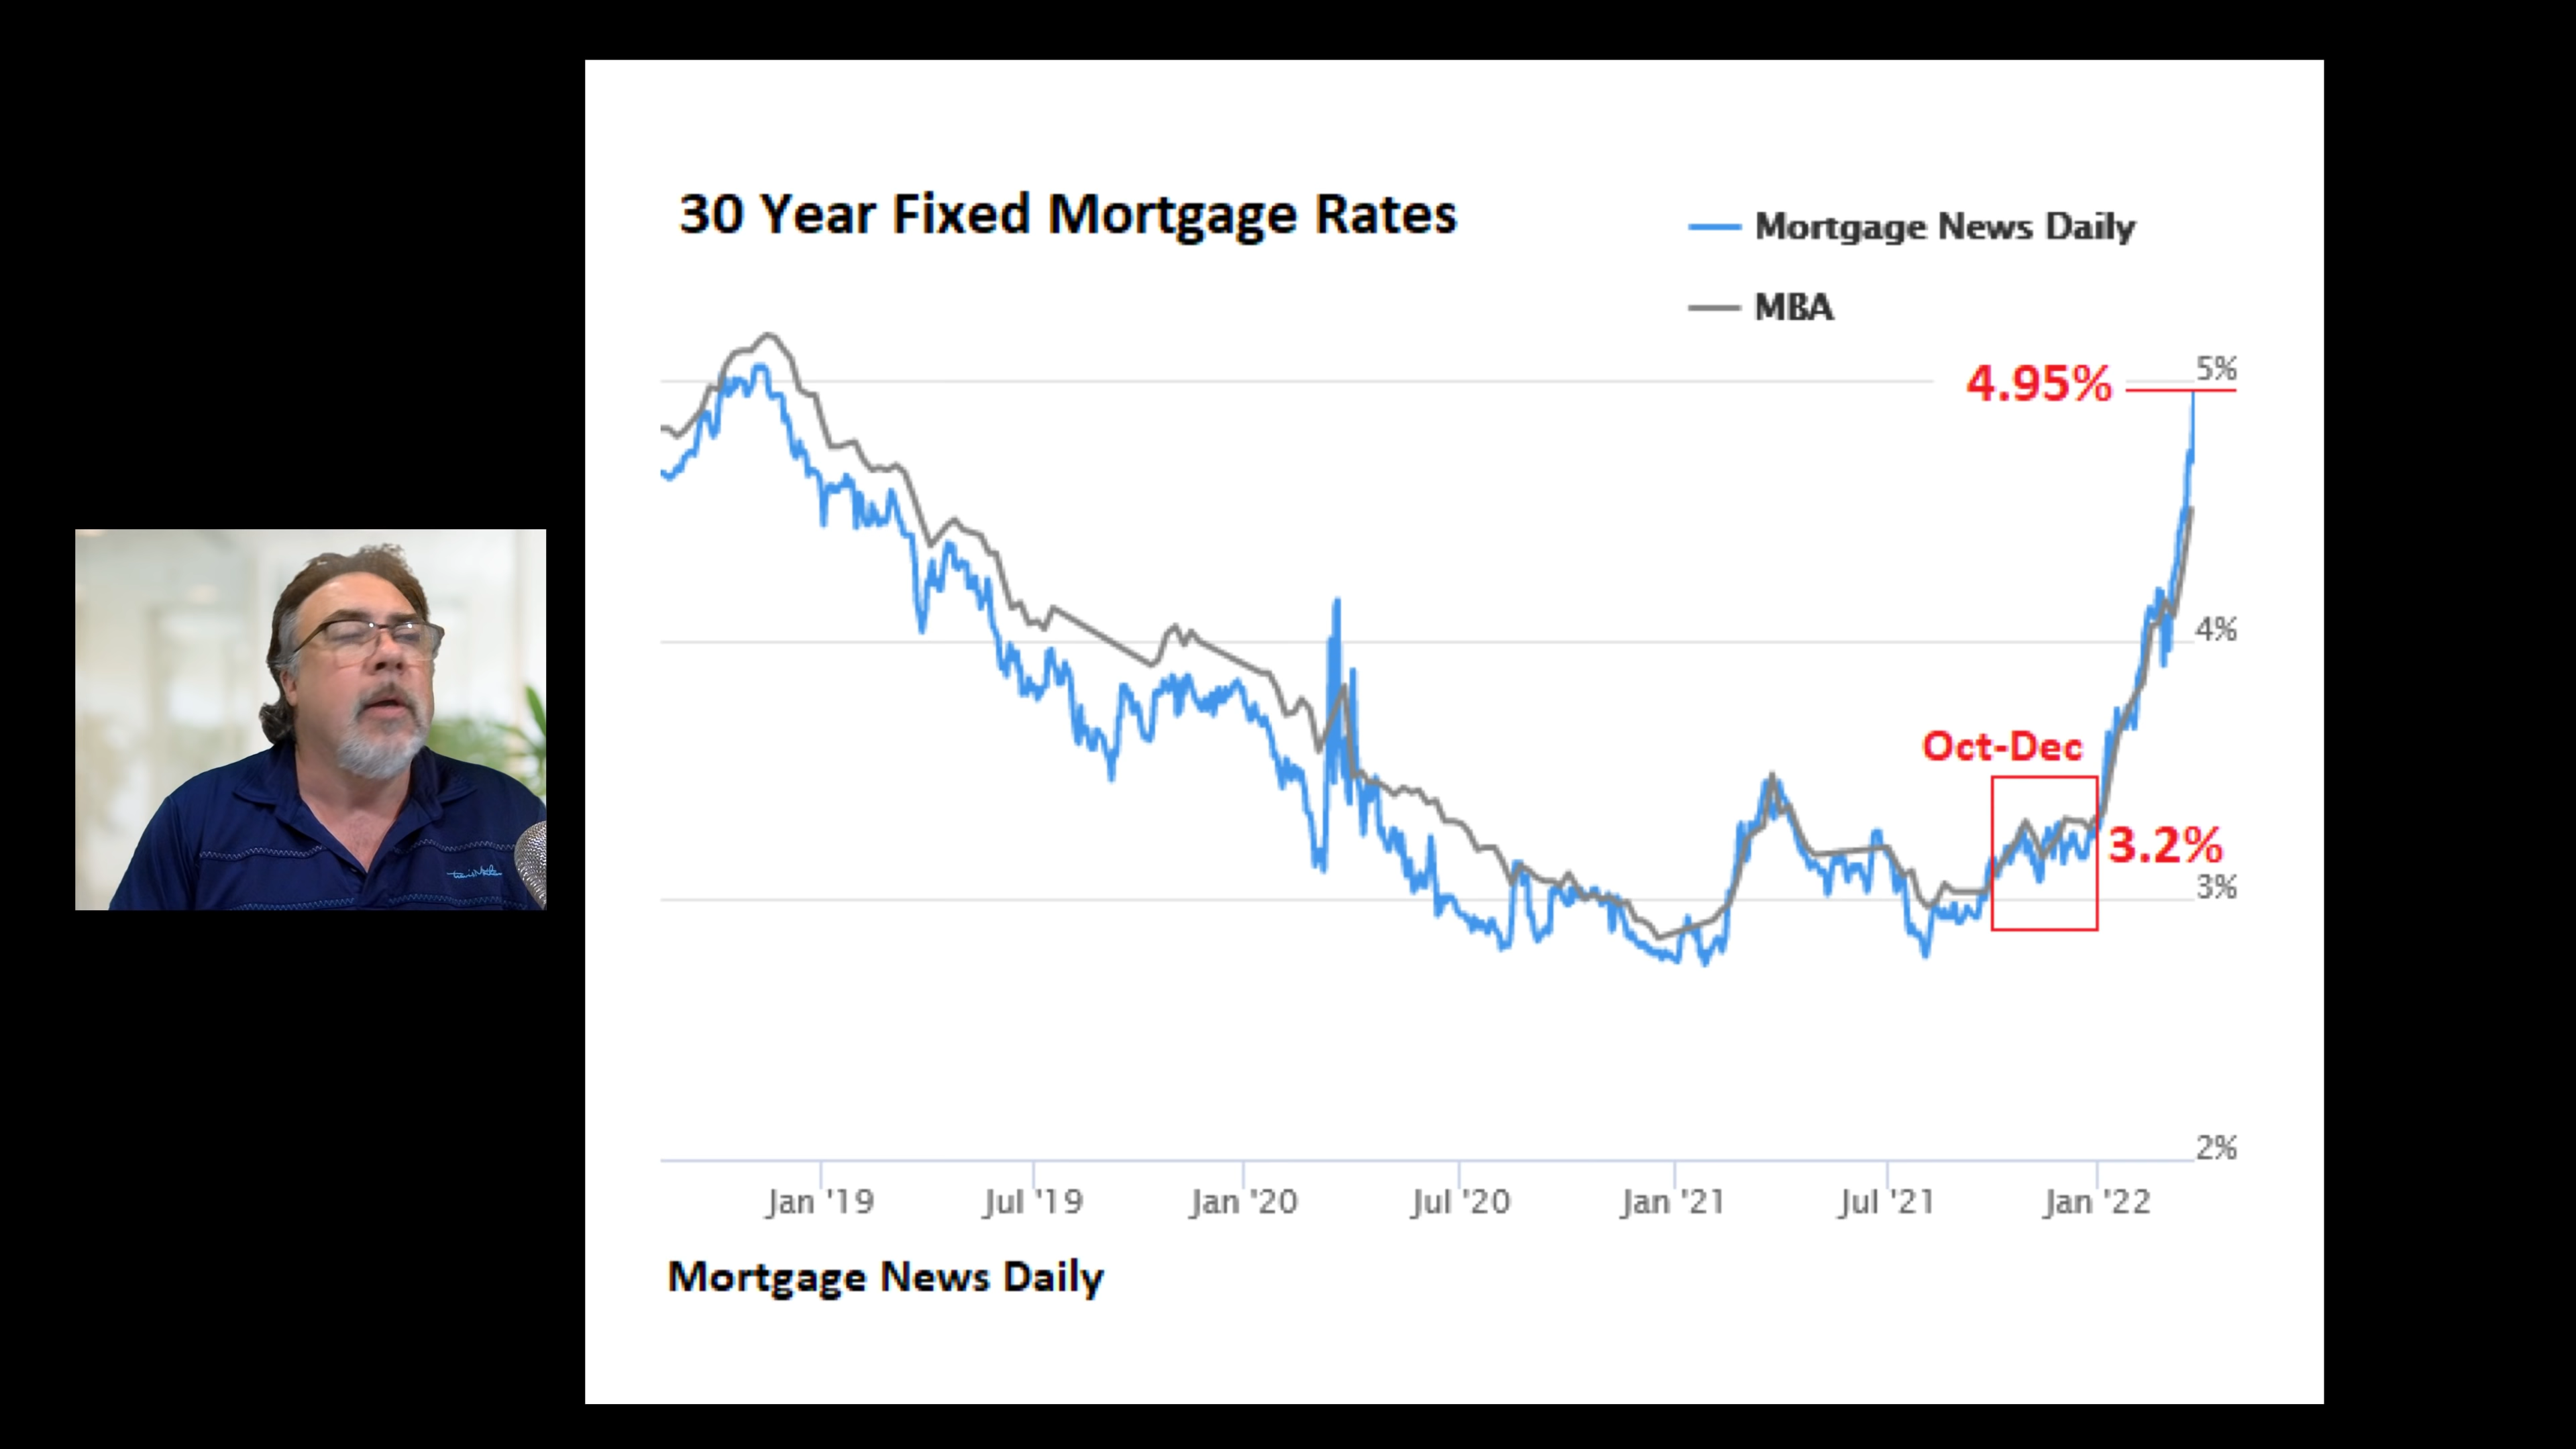 30 Year Fixed Mortgage Rates
Mortgage News Daily
MBA
4.95%
5%
4%
Oct-Dec
3.2%
3%
2%
Jan '19 Jul '19 Jan '20 Jul '20 Jan '21 Jul '21 Jan '22
Mortgage News Daily